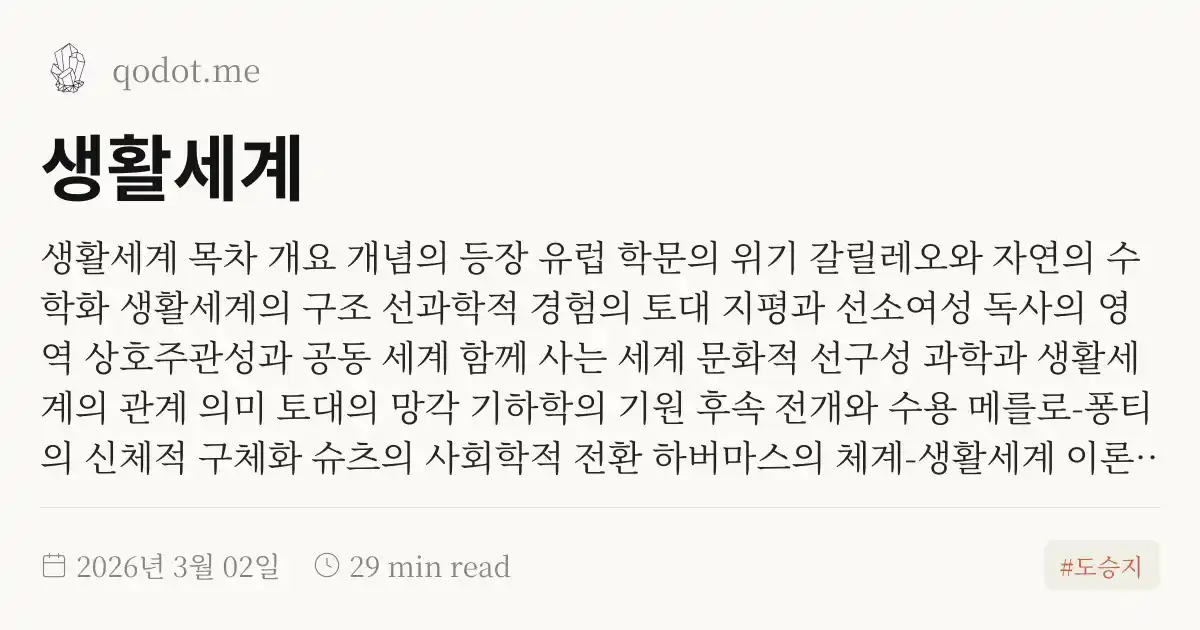 qodot.me
생활세계
생활세계 목차 개요 개념의 등장 유럽 학문의 위기 갈릴레오와 자연의 수
학화 생활세계의 구조 선과학적 경험의 토대 지평과 선소여성 독사의 영
역 상호주관성과 공동 세계 함께 사는 세계 문화적 선구성 과학과 생활세
계의 관계 의미 토대의 망각 기하학의 기원 후속 전개와 수용 메를로-퐁티
의 신체적 구체화 슈츠의 사회학적 전환 하버마스의 체계-생활세계 이론··
2026년 3월 02일 29 min read
#도승지